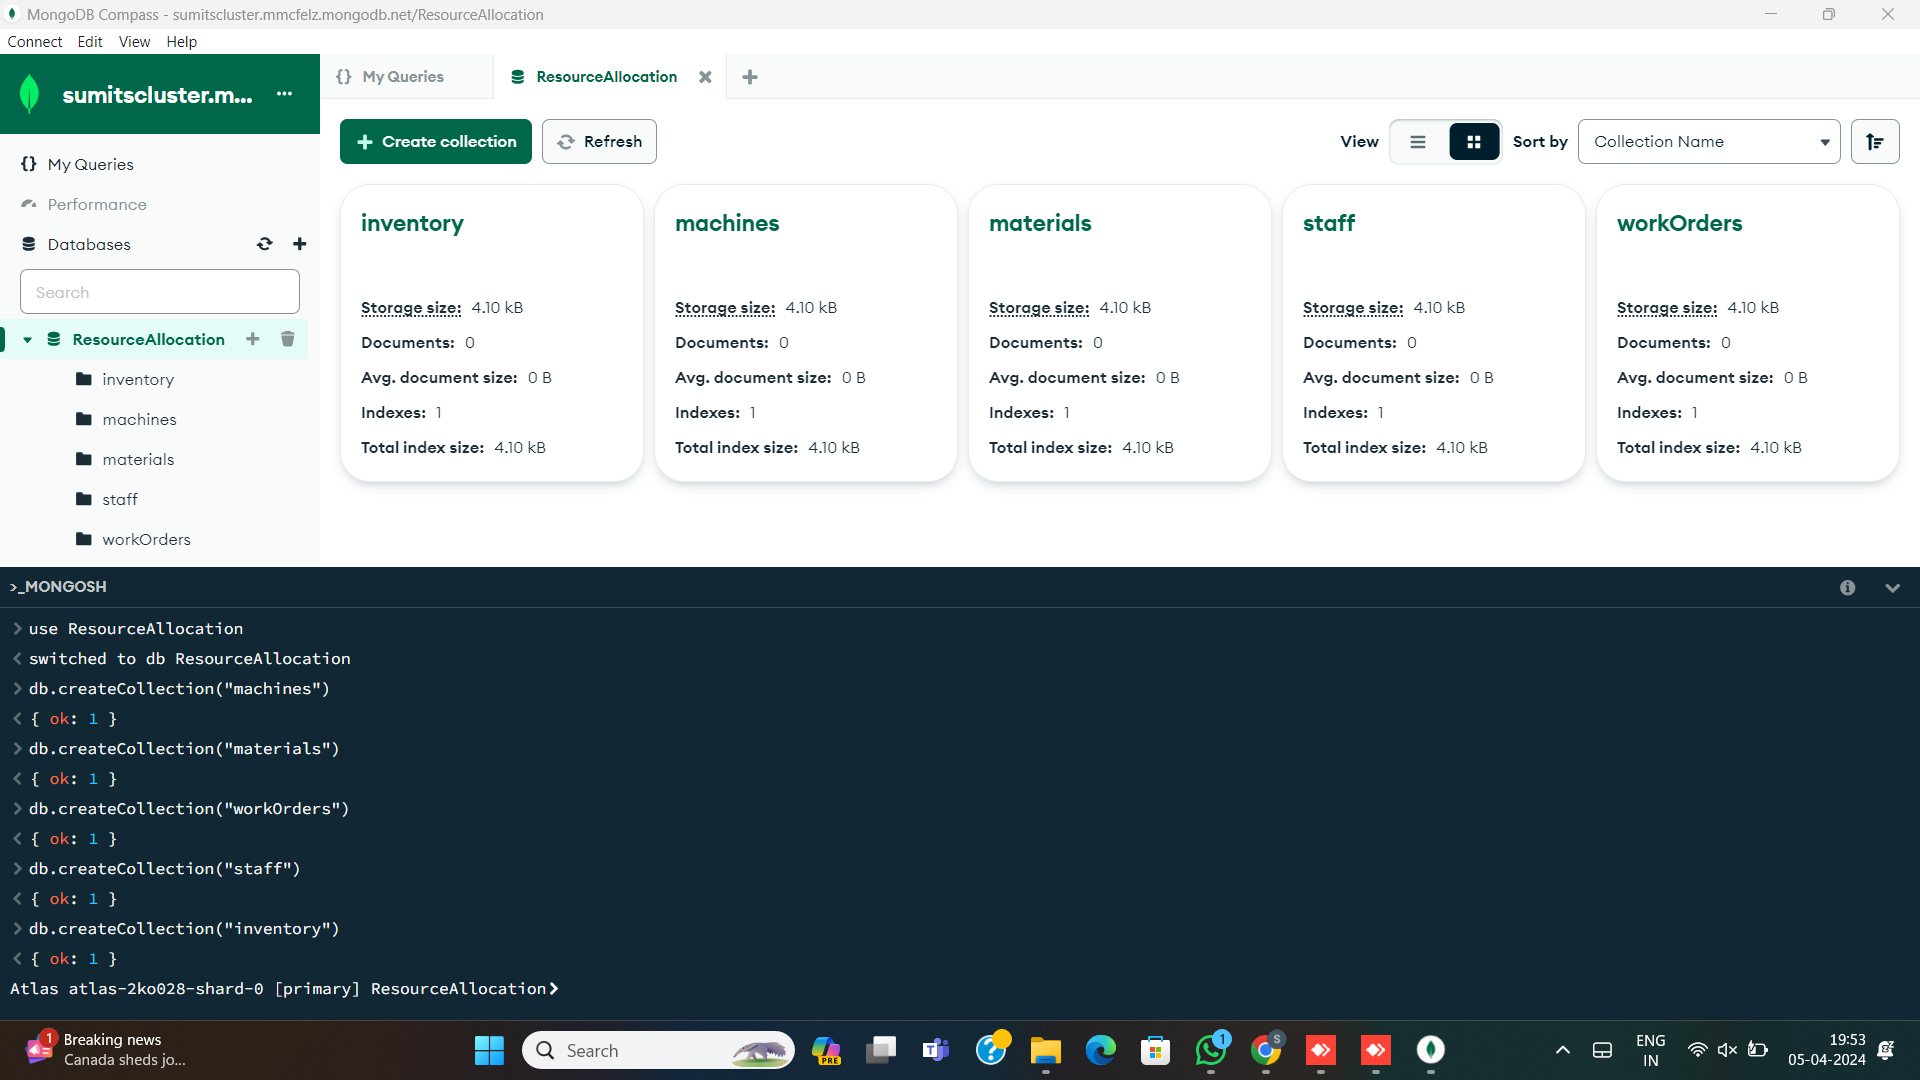 MongoDB Compass - sumitscluster.mmcfelz.mongodb.net/ResourceAllocation
Connect Edit View Help
sumitscluster.m... ...
{} My Queries
Performance
Databases
Search
ResourceAllocation
inventory
machines
materials
staff
workOrders
{} My Queries
ResourceAllocation
Create collection
Refresh
View
Sort by
Collection Name
inventory
Storage size: 4.10 kB
Documents: 0
Avg. document size: 0 B
Indexes: 1
Total index size: 4.10 kB
machines
Storage size: 4.10 kB
Documents: 0
Avg. document size: 0 B
Indexes: 1
Total index size: 4.10 kB
materials
Storage size: 4.10 kB
Documents: 0
Avg. document size: 0 B
Indexes: 1
Total index size: 4.10 kB
staff
Storage size: 4.10 kB
Documents: 0
Avg. document size: 0 B
Indexes: 1
Total index size: 4.10 kB
workOrders
Storage size: 4.10 kB
Documents: 0
Avg. document size: 0 B
Indexes: 1
Total index size: 4.10 kB
>_MONGOSH
> use ResourceAllocation
< switched to db ResourceAllocation
> db.createCollection("machines")
< { ok: 1 }
> db.createCollection("materials")
< { ok: 1 }
> db.createCollection("workOrders")
< { ok: 1 }
> db.createCollection("staff")
< { ok: 1 }
> db.createCollection("inventory")
< { ok: 1 }
Atlas atlas-2ko028-shard-0 [primary] ResourceAllocation>
1
Breaking news
Canada sheds jo...
Search
PRE
T
?
1
S
ENG
IN
19:53
05-04-2024